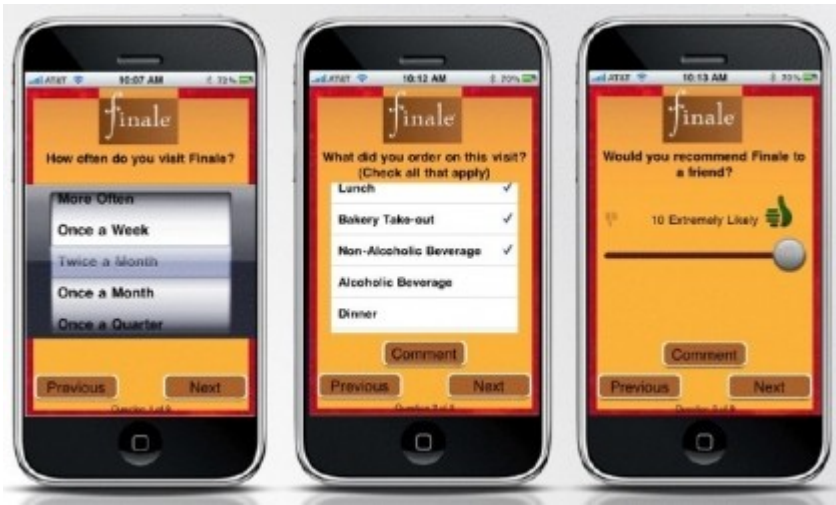 AT&T 10:07 AM
finale
How often do you visit Finale?
More Often
Once a Week
Twice a Month
Once a Month
Once a Quarter
Previous Next
AT&T 10:12 AM
finale
What did you order on this visit?
(Check all that apply)
Lunch
Bakery Take-out
Non-Alcoholic Beverage
Alcoholic Beverage
Dinner
Comment
Previous Next
AT&T 10:13 AM
finale
Would you recommend Finale to
a friend?
10 Extremely Likely
Comment
Previous Next